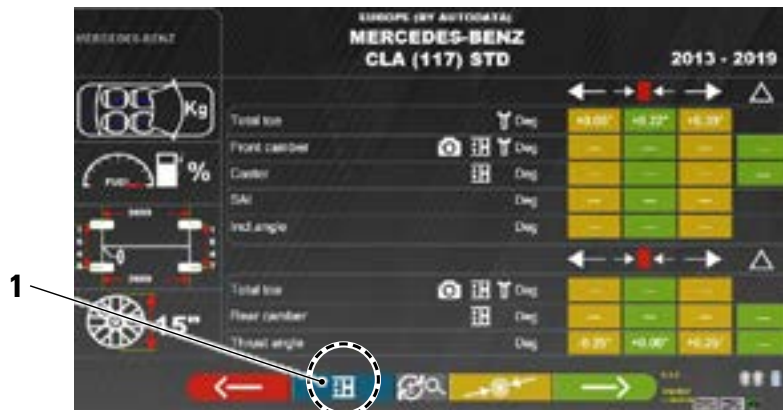 EUROPE (BY AUTODATA)
MERCEDES-BENZ
MERCEDES-BENZ
CLA (117) STD
2013 - 2019
Kg
Total toe Deg +0.05° +0.22° +0.39°
Front camber Deg --- --- --- ---
Caster Deg --- --- --- ---
SAI Deg --- --- ---
Incl.angle Deg --- --- ---
FUEL %
Total toe Deg --- --- ---
Rear camber Deg --- --- --- ---
Thrust angle Deg -0.25° +0.00° +0.25°
15"
1